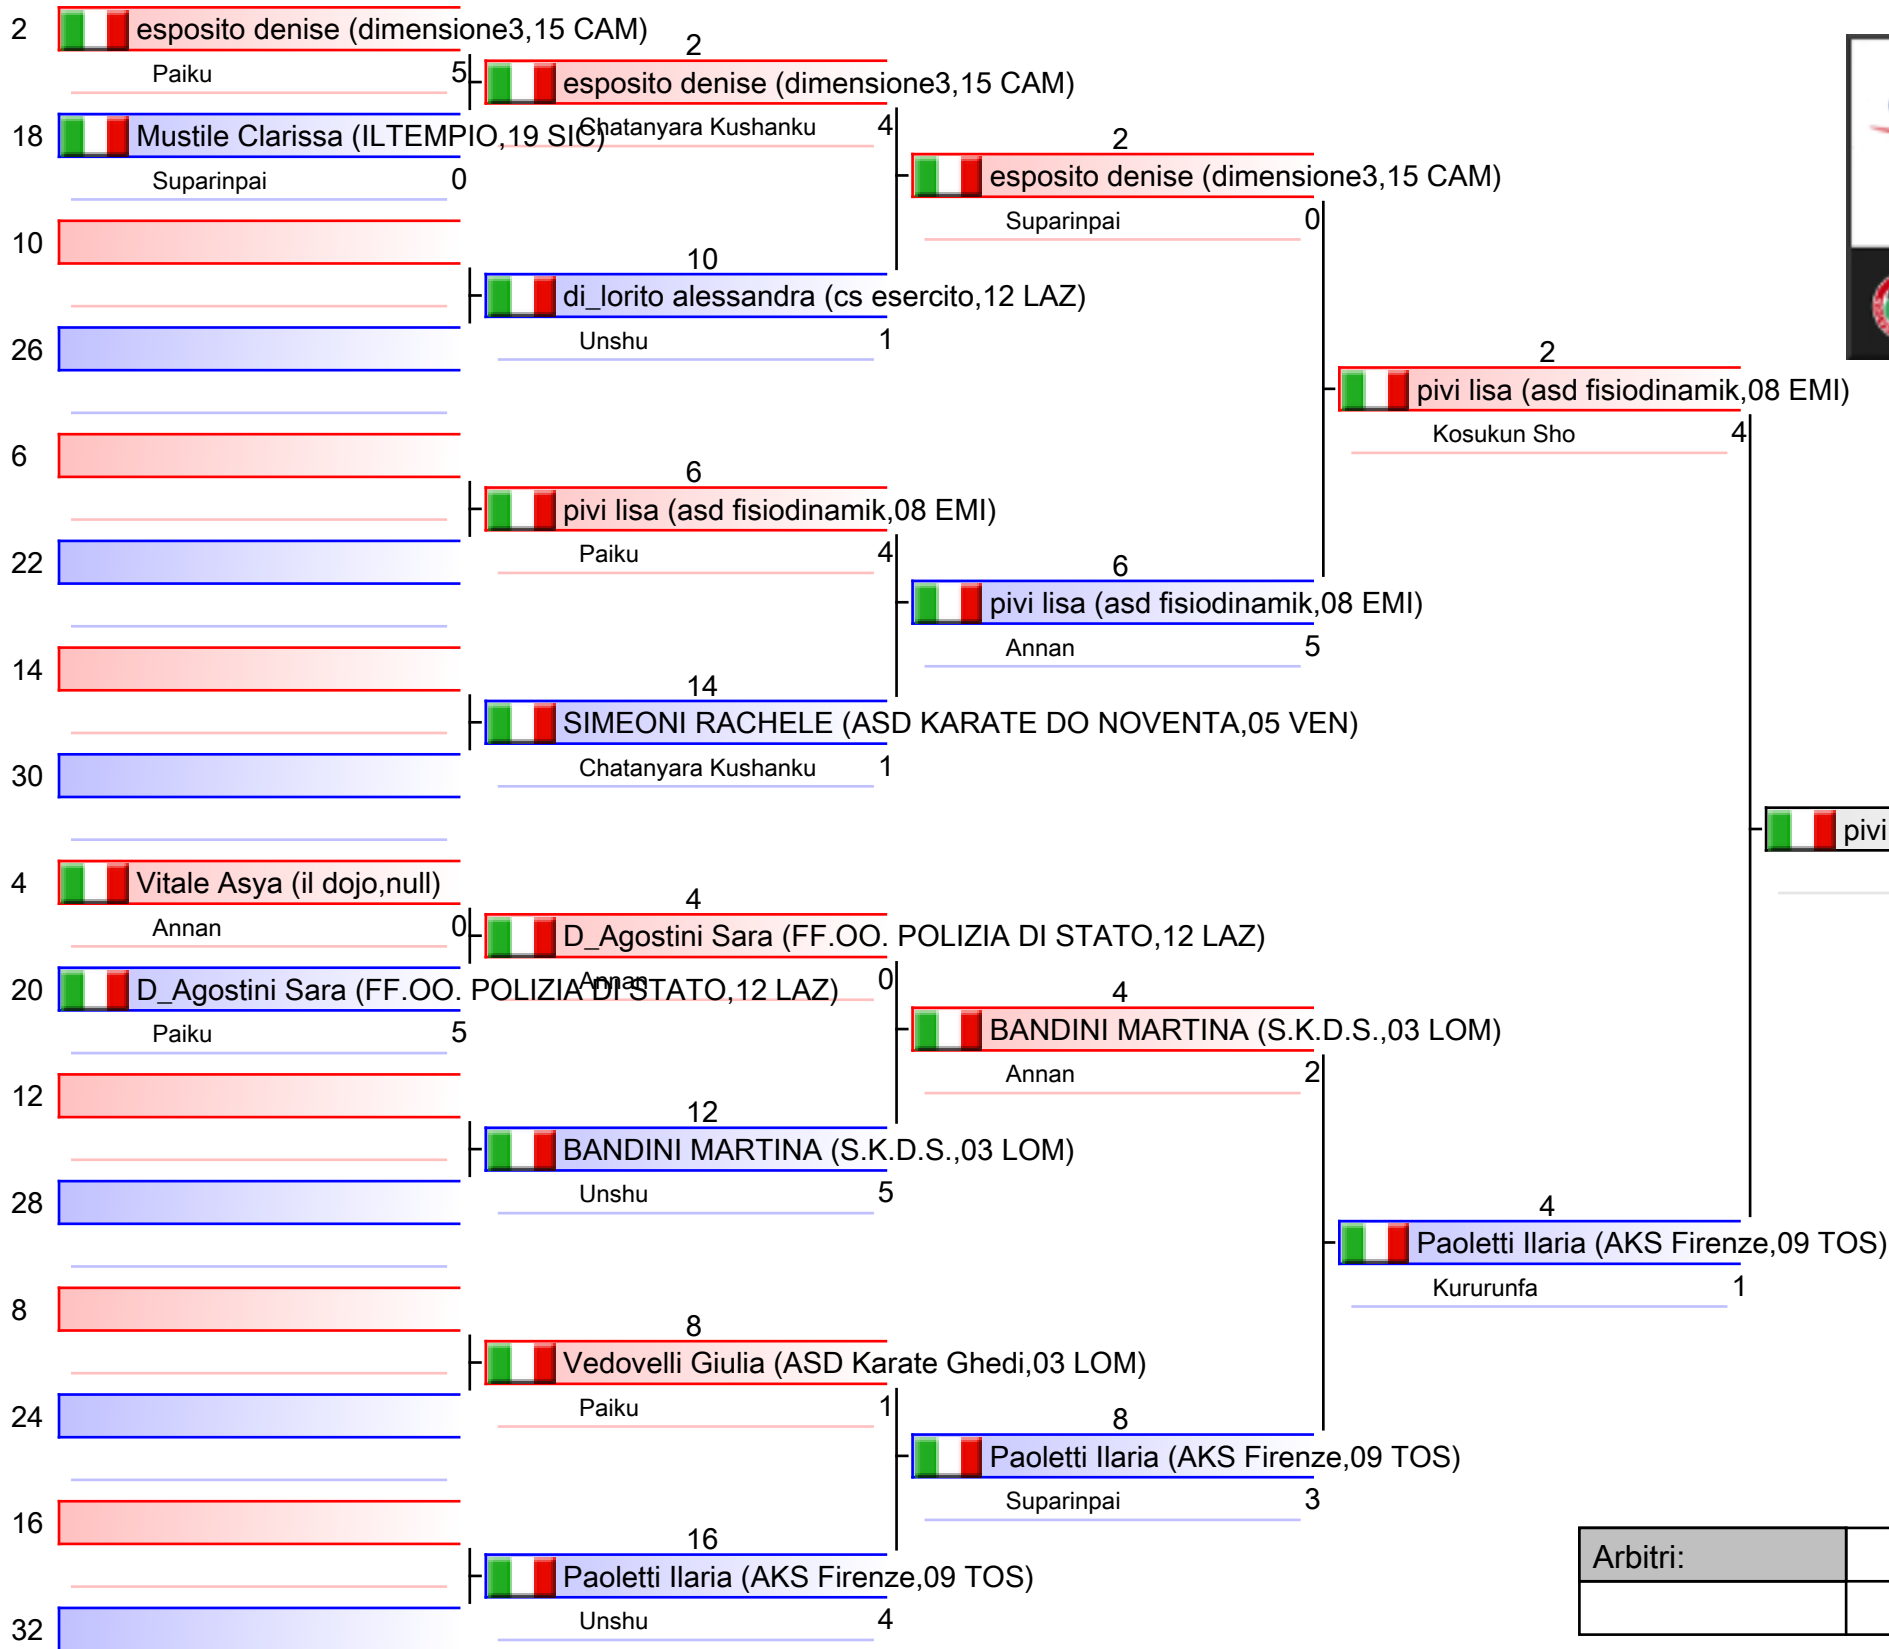 2 esposito denise (dimensione3,15 CAM)
Paiku 5
18 Mustile Clarissa (ILTEMPIO,19 SIC)
Suparinpai 0
10
26
6
22
14
30
4 Vitale Asya (il dojo,null)
Annan 0
20 D_Agostini Sara (FF.OO. POLIZIA DI STATO,12 LAZ)
Paiku 5
12
28
8
24
16
32
2
esposito denise (dimensione3,15 CAM)
Chatanyara Kushanku 4
10
di_lorito alessandra (cs esercito,12 LAZ)
Unshu 1
6
pivi lisa (asd fisiodinamik,08 EMI)
Paiku 4
14
SIMEONI RACHELE (ASD KARATE DO NOVENTA,05 VEN)
Chatanyara Kushanku 1
4
D_Agostini Sara (FF.OO. POLIZIA DI STATO,12 LAZ)
Annan 0
12
BANDINI MARTINA (S.K.D.S.,03 LOM)
Unshu 5
8
Vedovelli Giulia (ASD Karate Ghedi,03 LOM)
Paiku 1
16
Paoletti Ilaria (AKS Firenze,09 TOS)
Unshu 4
2
esposito denise (dimensione3,15 CAM)
Suparinpai 0
6
pivi lisa (asd fisiodinamik,08 EMI)
Annan 5
4
BANDINI MARTINA (S.K.D.S.,03 LOM)
Annan 2
8
Paoletti Ilaria (AKS Firenze,09 TOS)
Suparinpai 3
2
pivi lisa (asd fisiodinamik,08 EMI)
Kosukun Sho 4
4
Paoletti Ilaria (AKS Firenze,09 TOS)
Kururunfa 1
pivi
Arbitri: